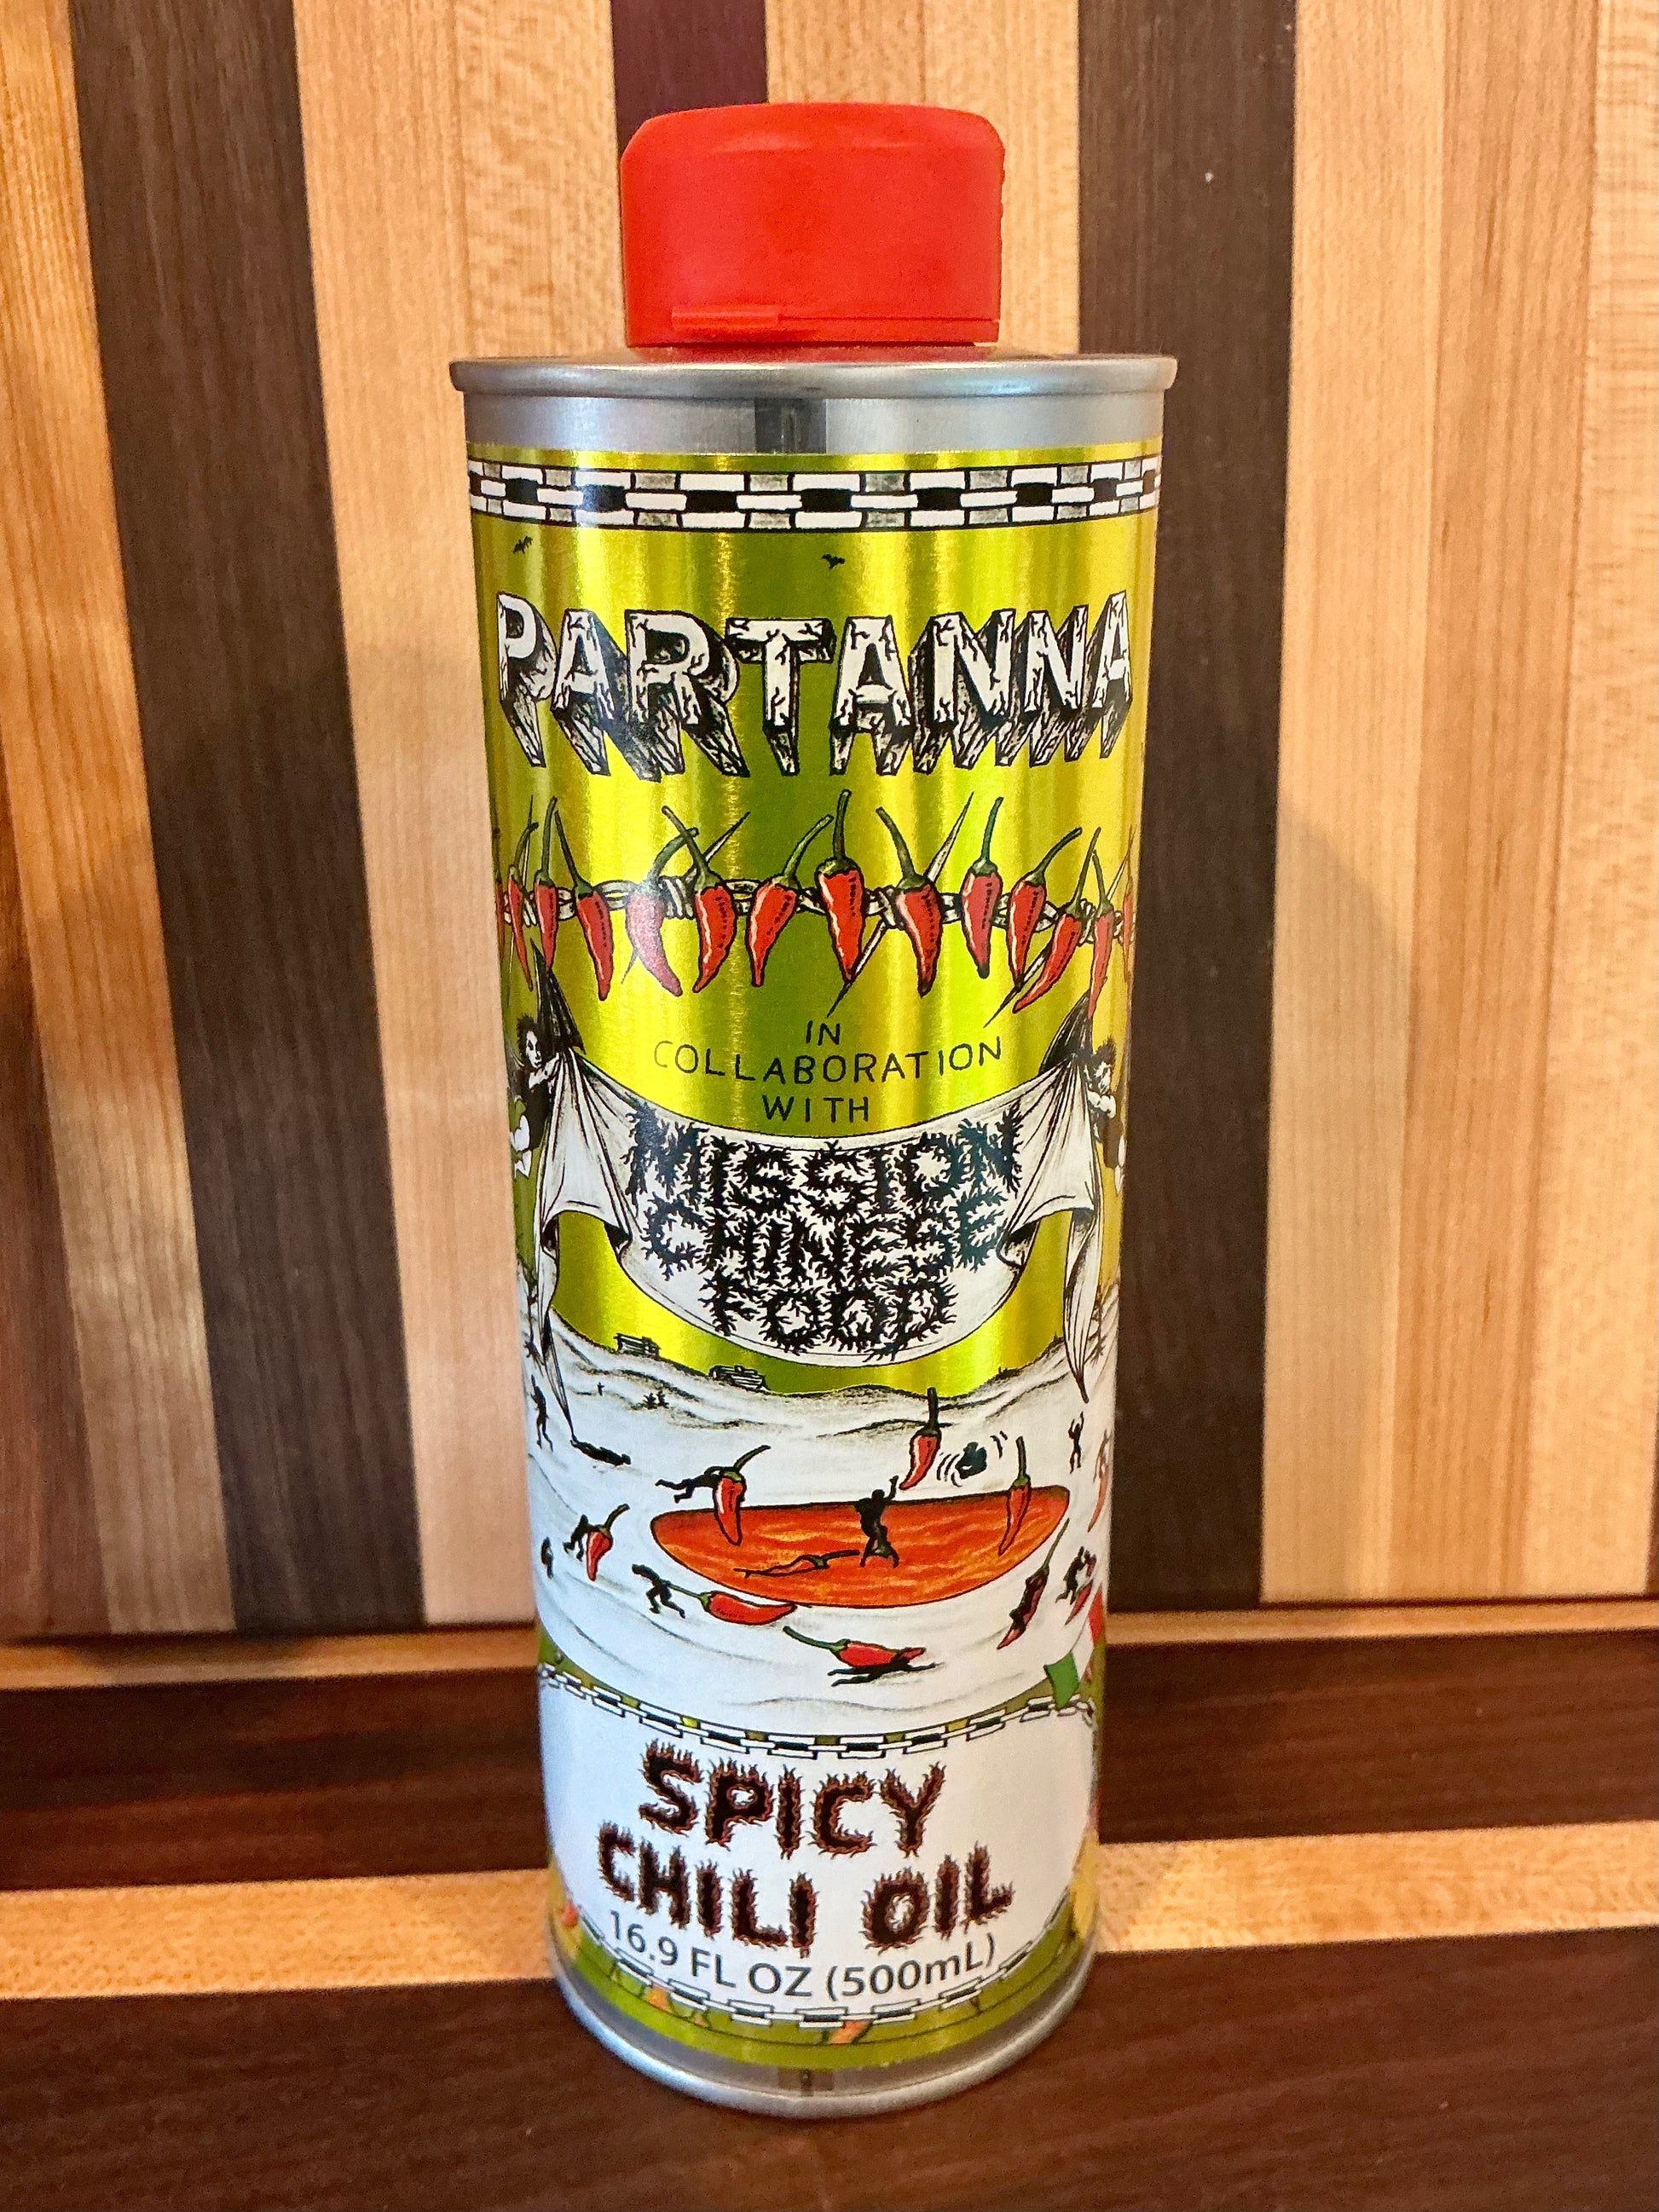 PARTANNA
IN
COLLABORATION
WITH
MISSION
CHINESE
FOOD
SPICY
CHILI OIL
16.9 FL OZ (500mL)